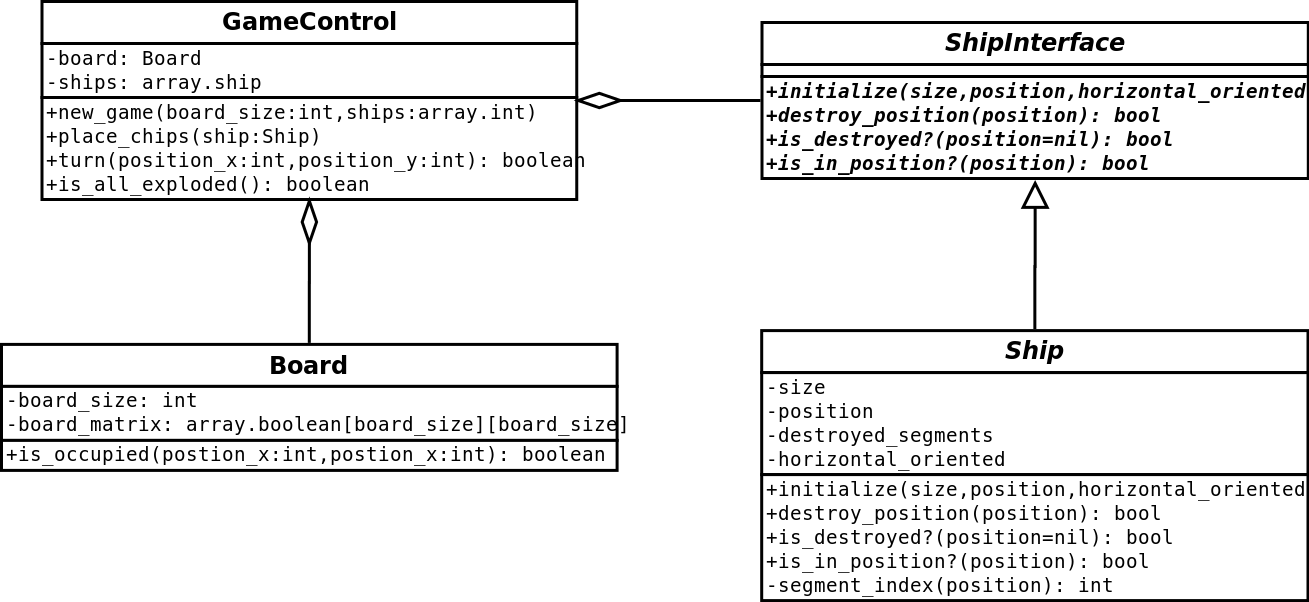 GameControl
-board: Board
-ships: array.ship
+new_game(board_size:int,ships:array.int)
+place_chips(ship:Ship)
+turn(position_x:int,position_y:int): boolean
+is_all_exploded(): boolean
ShipInterface
+initialize(size,position,horizontal_oriented
+destroy_position(position): bool
+is_destroyed?(position=nil): bool
+is_in_position?(position): bool
Board
-board_size: int
-board_matrix: array.boolean[board_size][board_size]
+is_occupied(postion_x:int,postion_x:int): boolean
Ship
-size
-position
-destroyed_segments
-horizontal_oriented
+initialize(size,position,horizontal_oriented
+destroy_position(position): bool
+is_destroyed?(position=nil): bool
+is_in_position?(position): bool
-segment_index(position): int